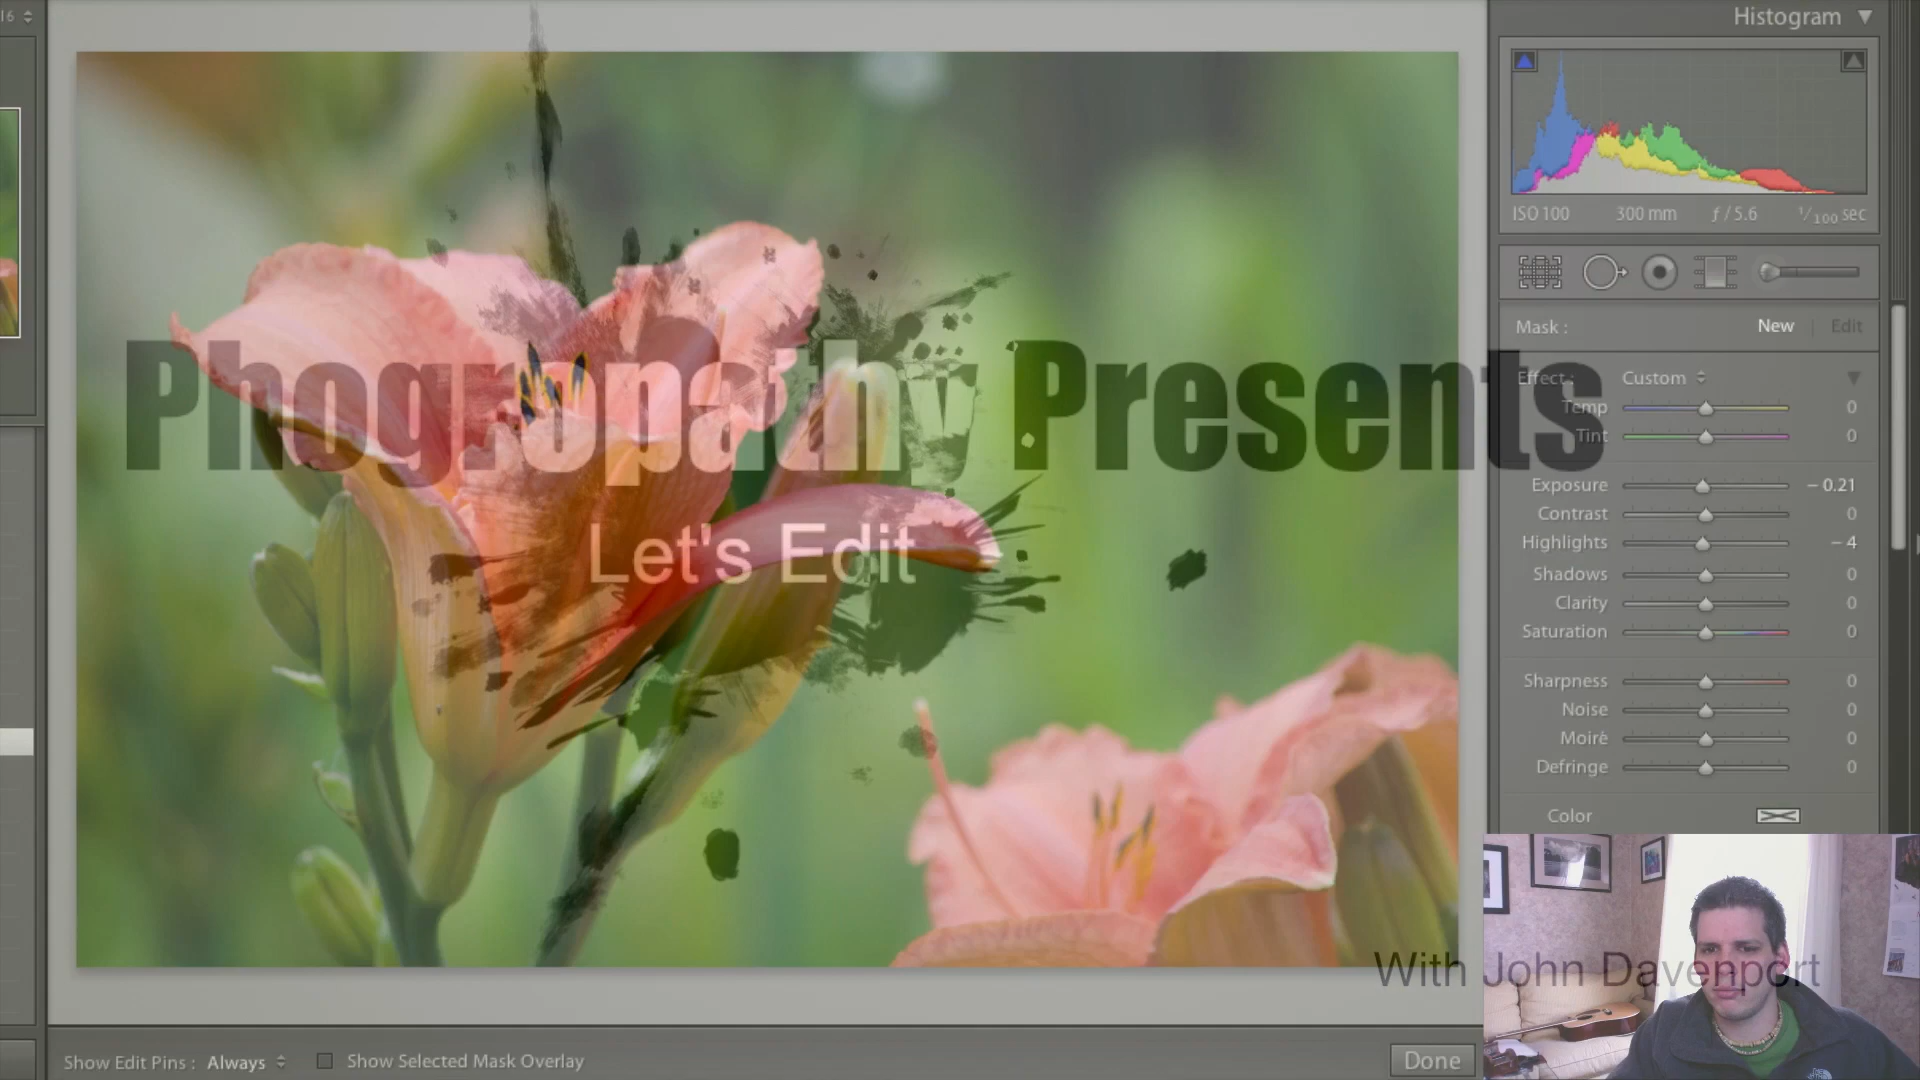 16
Histogram
ISO 100 300 mm ƒ / 5.6 1/100 sec
Mask : New Edit
Effect : Custom
Temp 0
Tint 0
Phogropathy Presents
Exposure – 0.21
Contrast 0
Highlights – 4
Let's Edit
Shadows 0
Clarity 0
Saturation 0
Sharpness 0
Noise 0
Moiré 0
Defringe 0
Color
With John Davenport
Show Edit Pins : Always Show Selected Mask Overlay Done